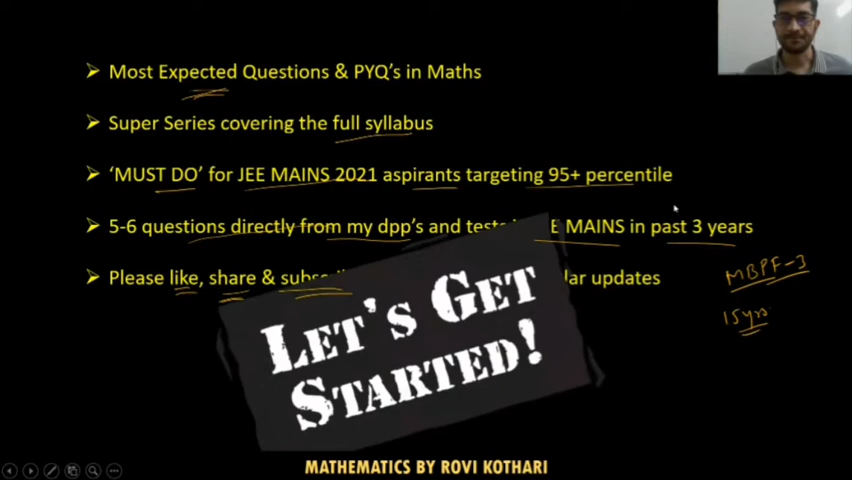 Most Expected Questions & PYQ's in Maths
Super Series covering the full syllabus
'MUST DO' for JEE MAINS 2021 aspirants targeting 95+ percentile
5-6 questions directly from my dpp's and tests E MAINS in past 3 years
Please like, share & updates
MBPF-3
15yrs
LET'S GET
STARTED!
MATHEMATICS BY ROVI KOTHARI